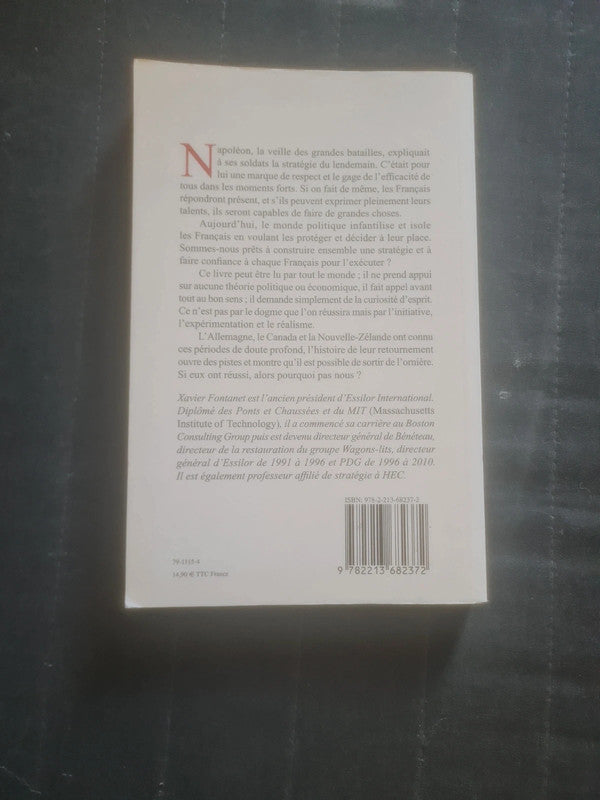 Napoléon, la veille des grandes batailles, expliquait
à ses soldats la stratégie du lendemain. C'était pour
lui une marque de respect et le gage de l'efficacité de
tous dans les moments forts. Si on fait de même, les Français
répondront présent, et s'ils peuvent exprimer pleinement leurs
talents, ils seront capables de faire de grandes choses.
Aujourd'hui, le monde politique infantilise et isole
les Français en voulant les protéger et décider à leur place.
Sommes-nous prêts à construire ensemble une stratégie et à
faire confiance à chaque Français pour l'exécuter ?
Ce livre peut être lu par tout le monde ; il ne prend appui
sur aucune théorie politique ou économique, il fait appel avant
tout au bon sens ; il demande simplement de la curiosité d'esprit.
Ce n'est pas par le dogme que l'on réussira mais par l'initiative,
l'expérimentation et le réalisme.
L'Allemagne, le Canada et la Nouvelle-Zélande ont connu
ces périodes de doute profond, l'histoire de leur retournement
ouvre des pistes et montre qu'il est possible de sortir de l'ornière.
Si eux ont réussi, alors pourquoi pas nous ?
Xavier Fontanet est l'ancien président d'Essilor International.
Diplômé des Ponts et Chaussées et du MIT (Massachusetts
Institute of Technology), il a commencé sa carrière au Boston
Consulting Group puis est devenu directeur général de Bénéteau,
directeur de la restauration du groupe Wagons-lits, directeur
général d'Essilor de 1991 à 1996 et PDG de 1996 à 2010.
Il est également professeur affilié de stratégie à HEC.
ISBN: 978-2-213-68237-2
79-1315-4
14,90 € TTC France
9 782213 682372